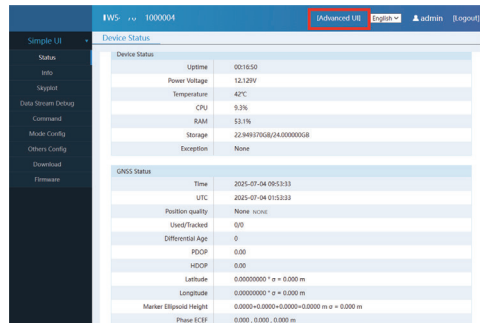 1000004 [Advanced UI] English admin [Logout]
Simple UI
Status
Info
Skyplot
Data Stream Debug
Command
Mode Config
Others Config
Download
Firmware
Device Status
Device Status
Uptime 00:16:50
Power Voltage 12.129V
Temperature 42°C
CPU 9.3%
RAM 53.1%
Storage 22.949370GB/24.000000GB
Exception None
GNSS Status
Time 2025-07-04 09:53:33
UTC 2025-07-04 01:53:33
Position quality None NONE
Used/Tracked 0/0
Differential Age 0
PDOP 0.00
HDOP 0.00
Latitude 0.00000000 ° σ = 0.000 m
Longitude 0.00000000 ° σ = 0.000 m
Marker Ellipsoid Height 0.0000+0.0000+0.0000=0.0000 m σ = 0.000 m
Phase ECEF 0.000 , 0.000 , 0.000 m